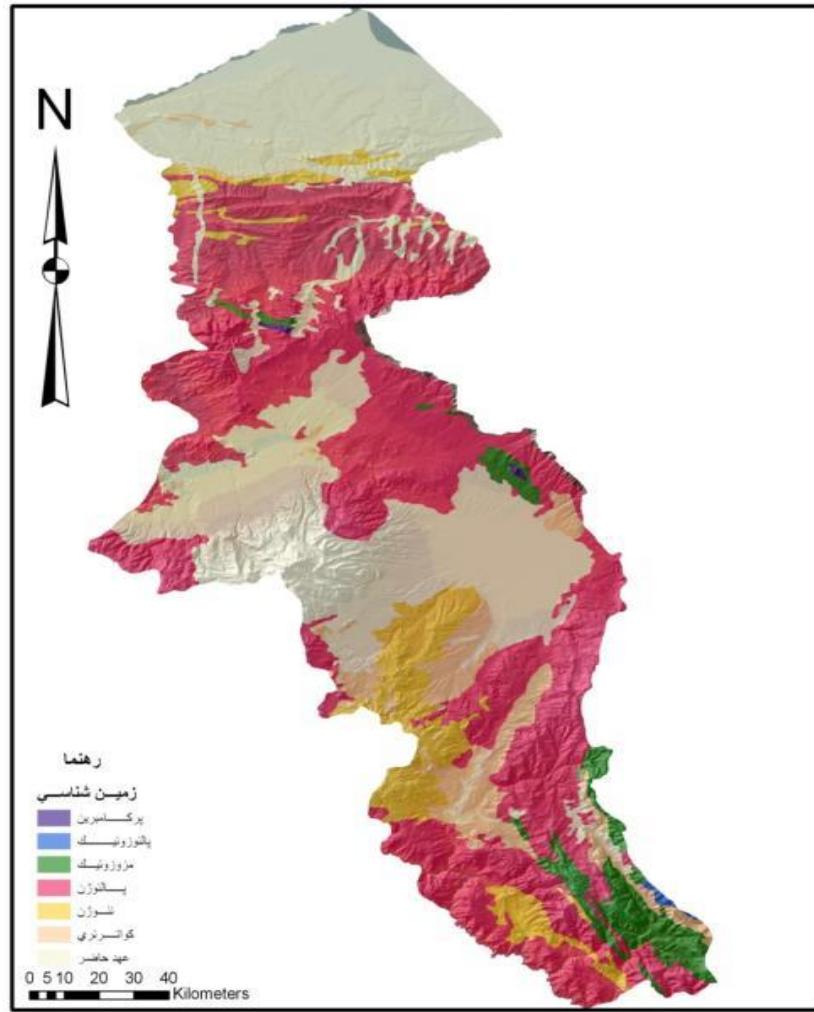 N
رهنما
زمین شناسی
پرکامبرین
پالئوزوئیک
مزوزوئیک
پالئوژن
نئوژن
کواترنری
عهد حاضر
0 5 10 20 30 40
Kilometers